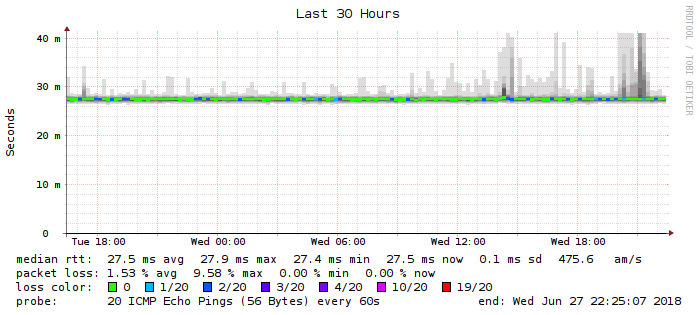 Last 30 Hours
RRDTOOL / TOBI OETIKER
Seconds
40 m
30 m
20 m
10 m
0
Tue 18:00 Wed 00:00 Wed 06:00 Wed 12:00 Wed 18:00
median rtt: 27.5 ms avg 27.9 ms max 27.4 ms min 27.5 ms now 0.1 ms sd 475.6 am/s
packet loss: 1.53 % avg 9.58 % max 0.00 % min 0.00 % now
loss color: 0 1/20 2/20 3/20 4/20 10/20 19/20
probe: 20 ICMP Echo Pings (56 Bytes) every 60s end: Wed Jun 27 22:25:07 2018